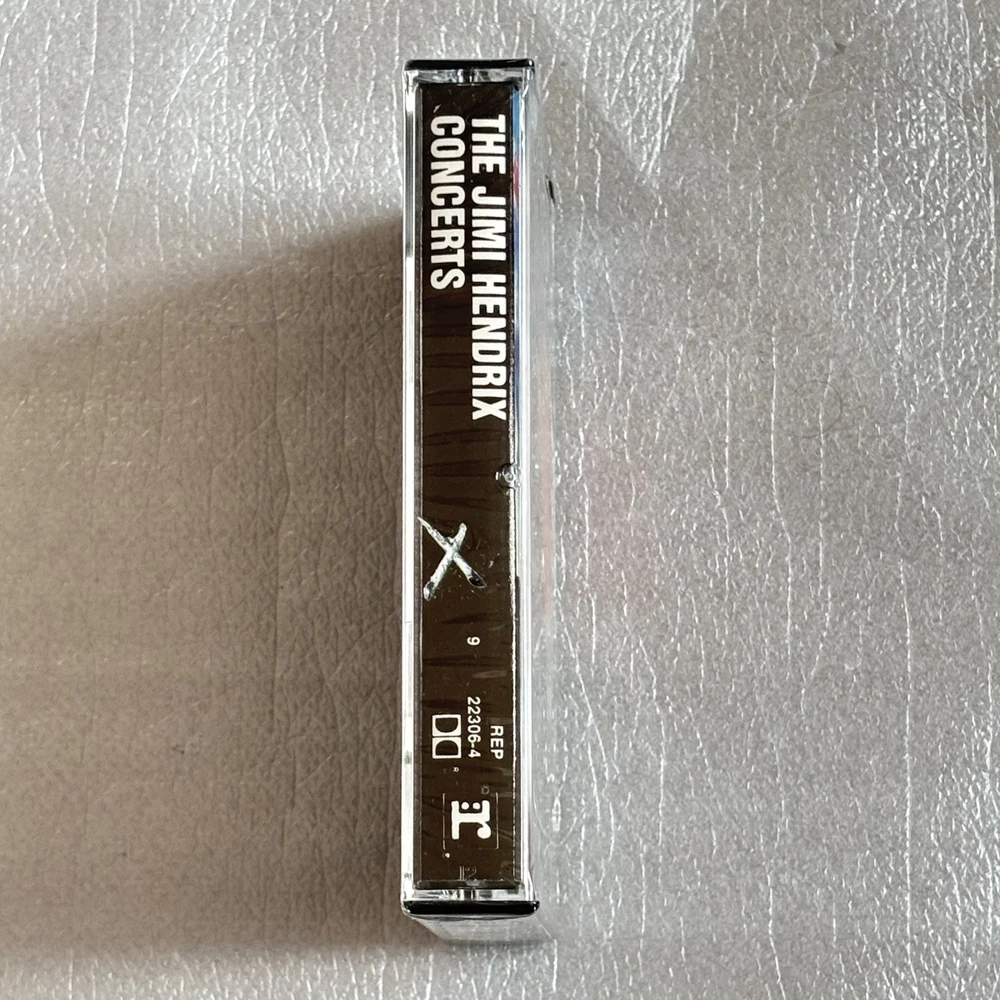 THE JIMI HENDRIX
CONCERTS
X
9
REP
22306-4
R
:r